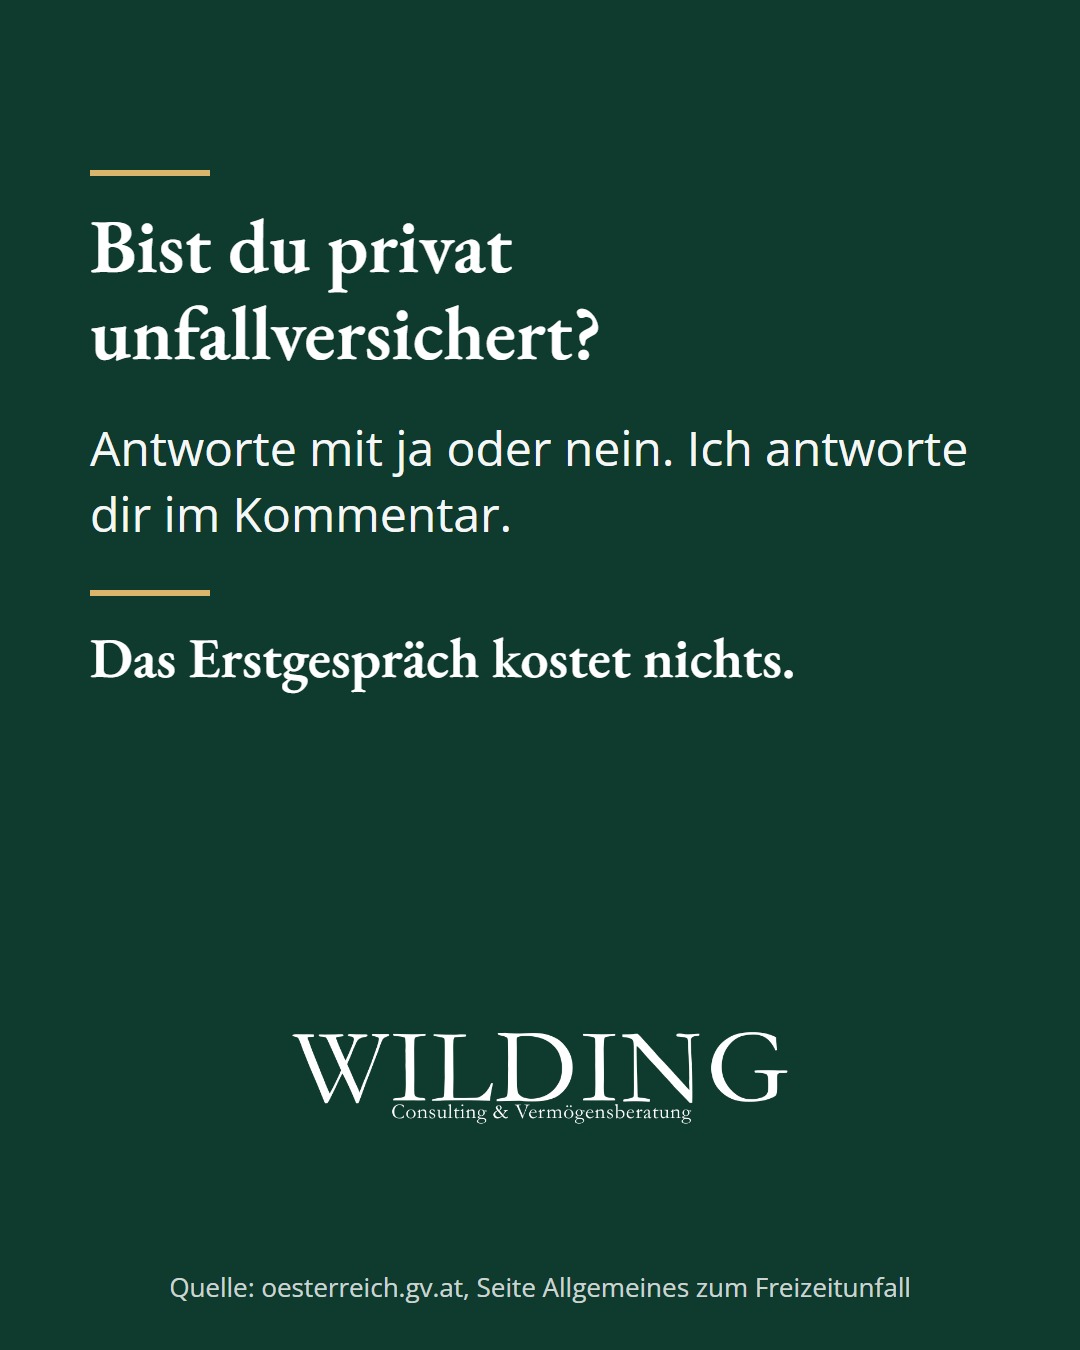 Bist du privat
unfallversichert?
Antworte mit ja oder nein. Ich antworte
dir im Kommentar.
Das Erstgespräch kostet nichts.
WILDING
Consulting & Vermögensberatung
Quelle: oesterreich.gv.at, Seite Allgemeines zum Freizeitunfall